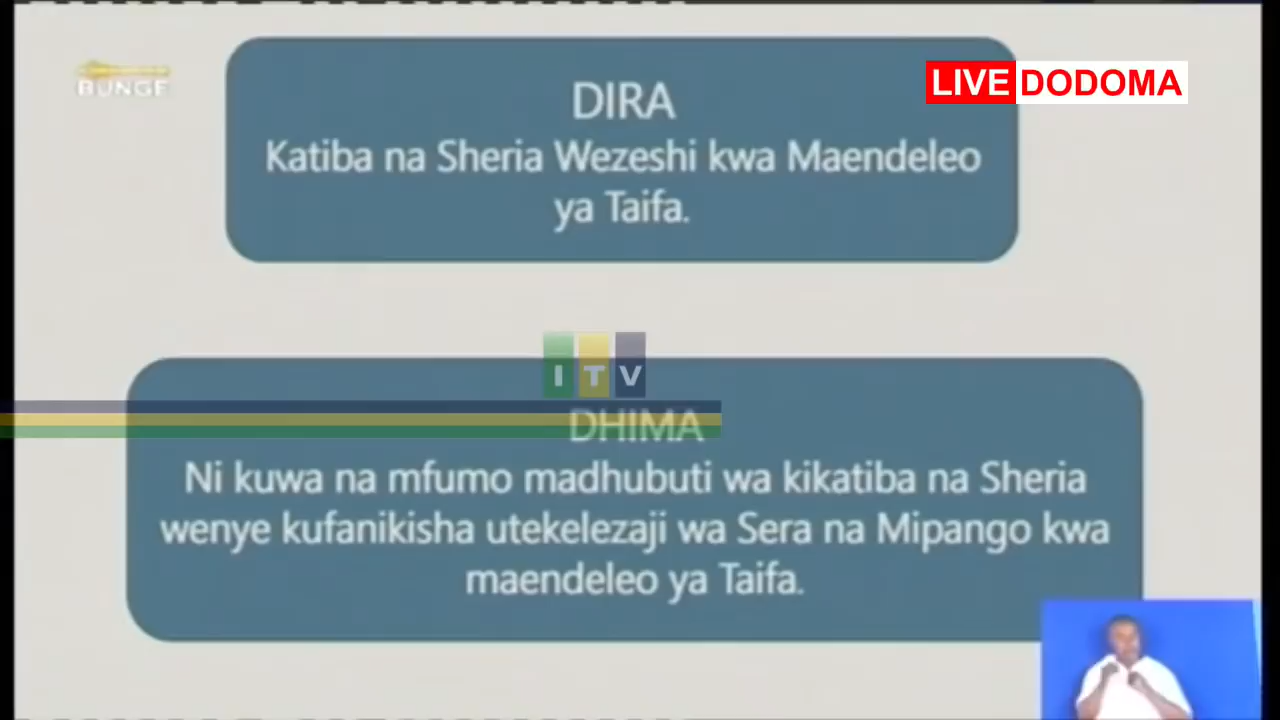 BUNGE
LIVE DODOMA
DIRA
Katiba na Sheria Wezeshi kwa Maendeleo
ya Taifa.
ITV
DHIMA
Ni kuwa na mfumo madhubuti wa kikatiba na Sheria
wenye kufanikisha utekelezaji wa Sera na Mipango kwa
maendeleo ya Taifa.